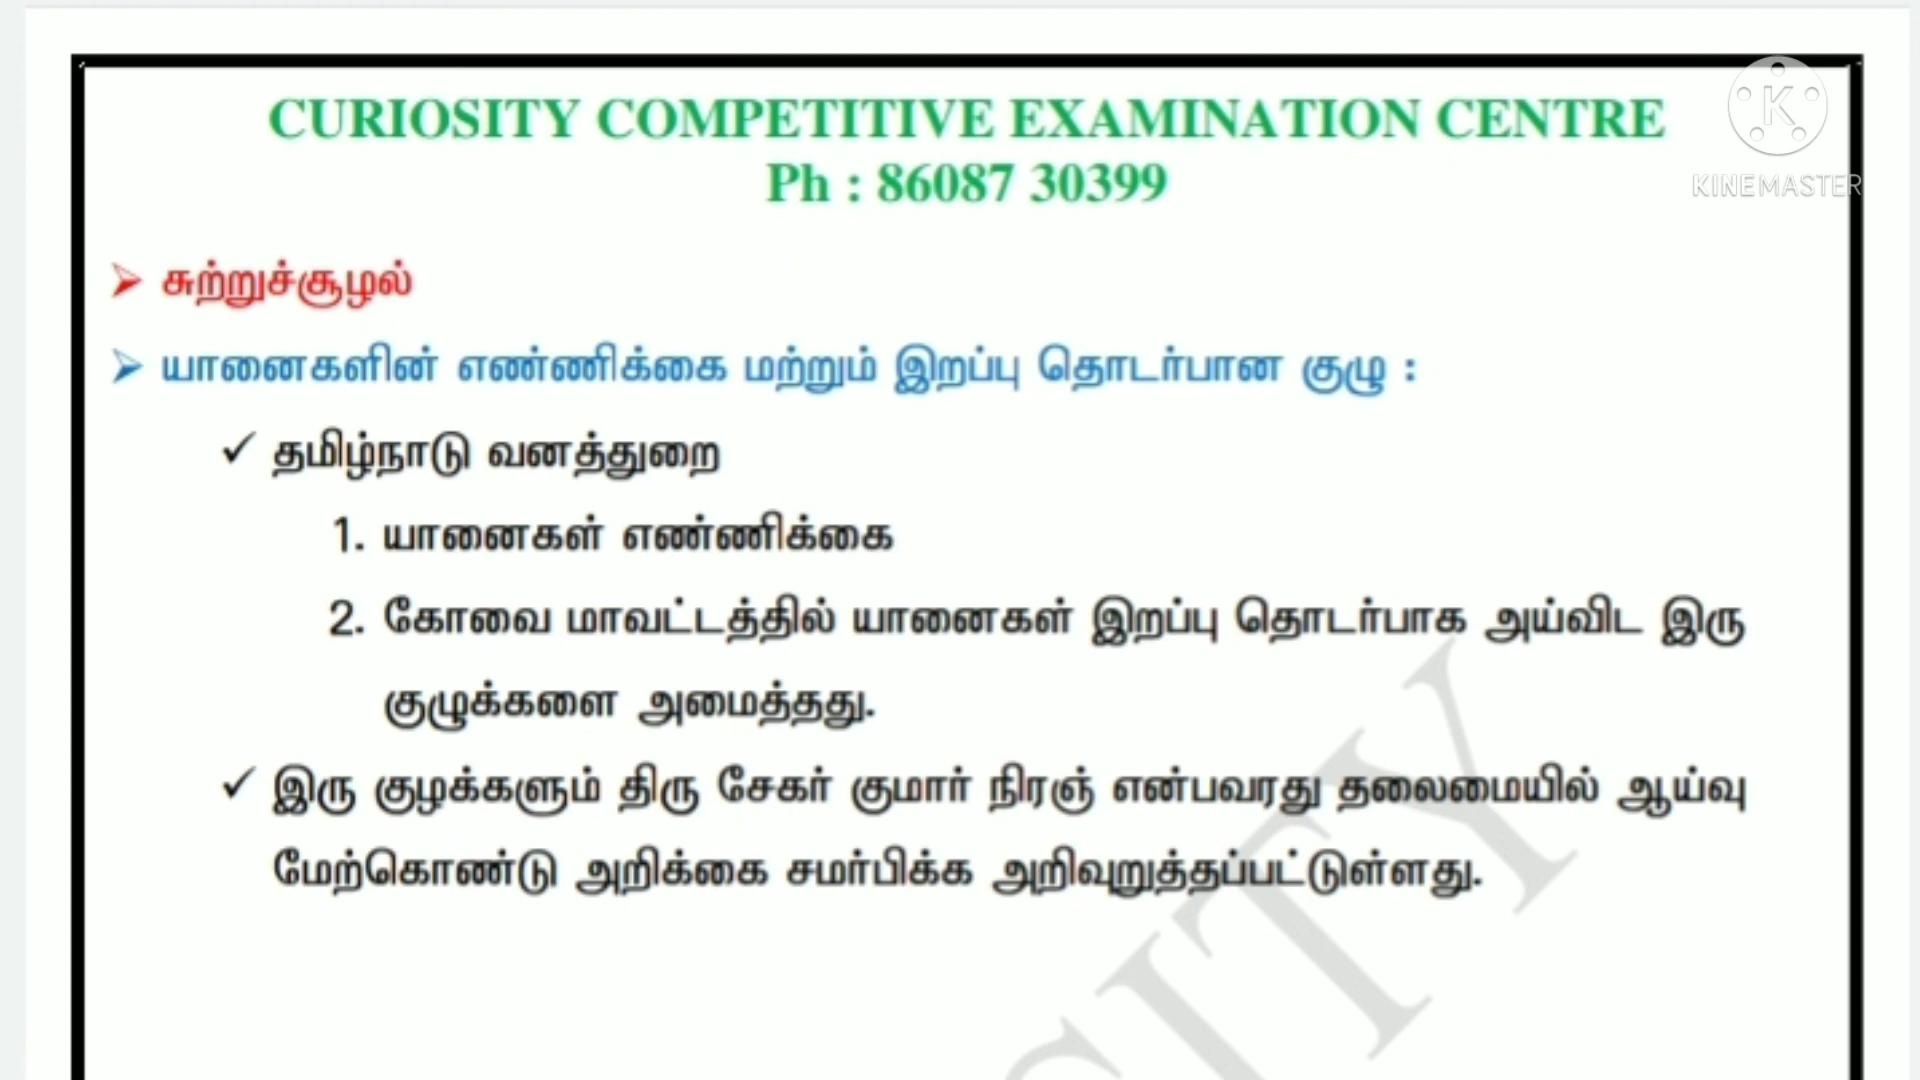 CURIOSITY COMPETITIVE EXAMINATION CENTRE
Ph : 86087 30399
KINEMASTER
சுற்றுச்சூழல்
யானைகளின் எண்ணிக்கை மற்றும் இறப்பு தொடர்பான குழு :
தமிழ்நாடு வனத்துறை
1. யானைகள் எண்ணிக்கை
2. கோவை மாவட்டத்தில் யானைகள் இறப்பு தொடர்பாக அய்விட இரு
குழுக்களை அமைத்தது.
இரு குழக்களும் திரு சேகர் குமார் நிரஞ் என்பவரது தலைமையில் ஆய்வு
மேற்கொண்டு அறிக்கை சமர்பிக்க அறிவுறுத்தப்பட்டுள்ளது.
SITY